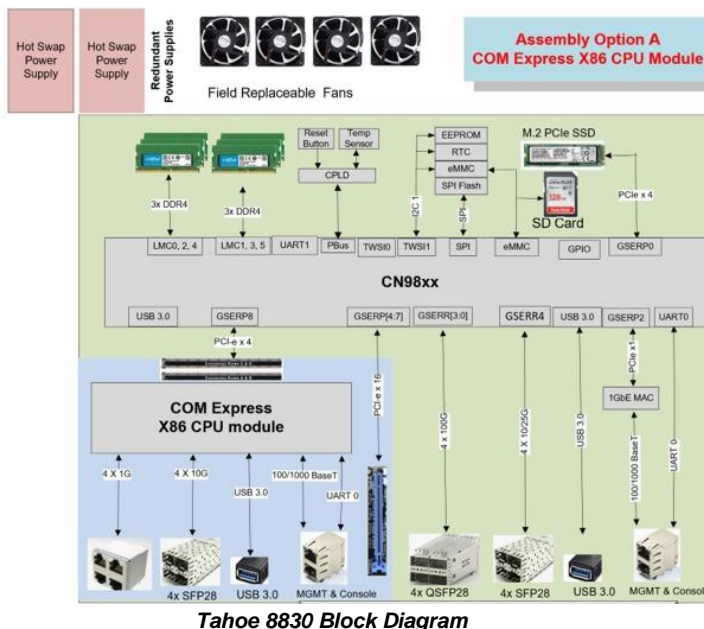 Hot Swap
Power
Supply
Hot Swap
Power
Supply
Redundant
Power Supplies
Field Replaceable Fans
Assembly Option A
COM Express X86 CPU Module
Reset
Button
Temp
Sensor
CPLD
EEPROM
RTC
eMMC
SPI Flash
M.2 PCIe SSD
SD Card
3x DDR4
3x DDR4
I2C 1
SPI
PCIe x 4
LMC0, 2, 4
LMC1, 3, 5
UART1
PBus
TWSI0
TWSI1
SPI
eMMC
GPIO
GSERP0
CN98xx
USB 3.0
GSERP8
GSERP[4:7]
GSERR[3:0]
GSERR4
USB 3.0
GSERP2
UART0
PCI-e x 4
COM Express
X86 CPU module
PCI-e x 16
4 x 100G
4 X 10/25G
USB 3.0
PCIe x1
1GbE MAC
100/1000 BaseT
UART 0
4 X 1G
4 X 10G
USB 3.0
100/1000 BaseT
UART 0
4x SFP28
USB 3.0
MGMT & Console
4x QSFP28
4x SFP28
USB 3.0
MGMT & Consol
Tahoe 8830 Block Diagram